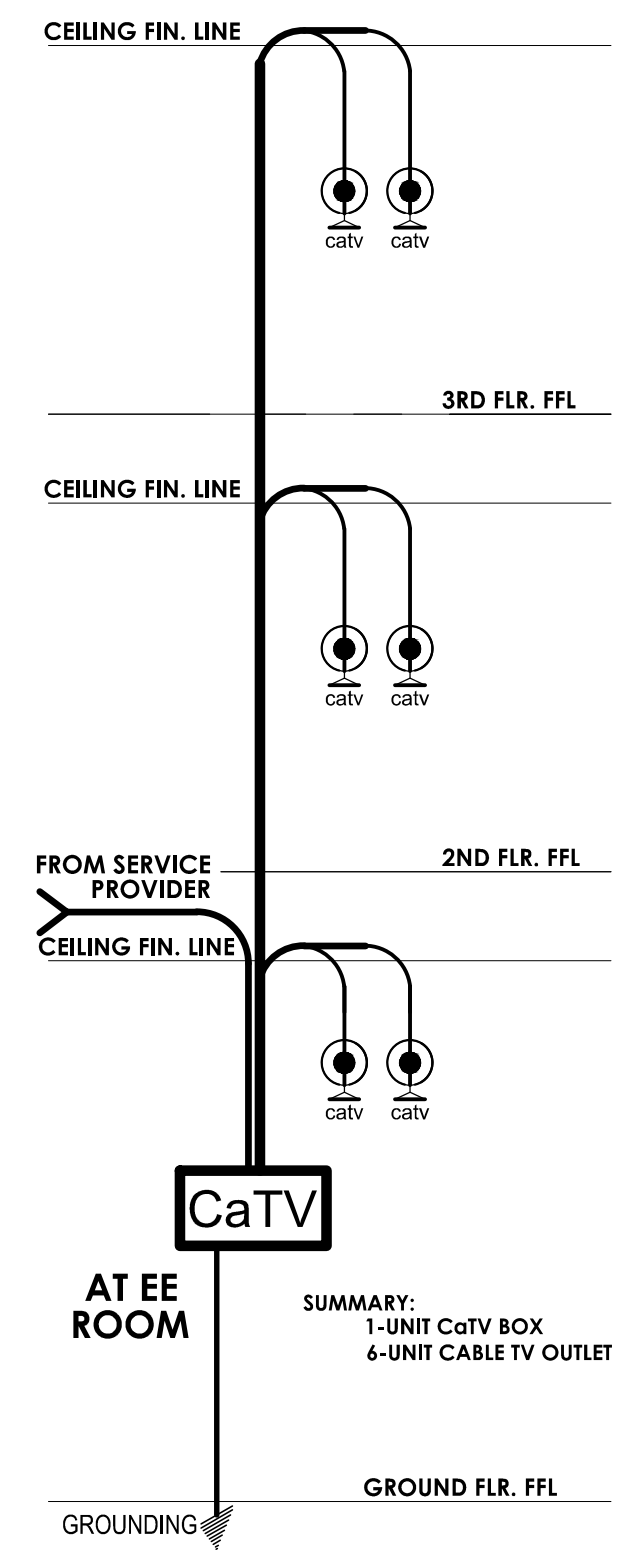 CEILING FIN. LINE
catv catv
3RD FLR. FFL
CEILING FIN. LINE
catv catv
2ND FLR. FFL
FROM SERVICE
PROVIDER
CEILING FIN. LINE
catv catv
CaTV
AT EE
ROOM
SUMMARY:
1-UNIT CaTV BOX
6-UNIT CABLE TV OUTLET
GROUND FLR. FFL
GROUNDING